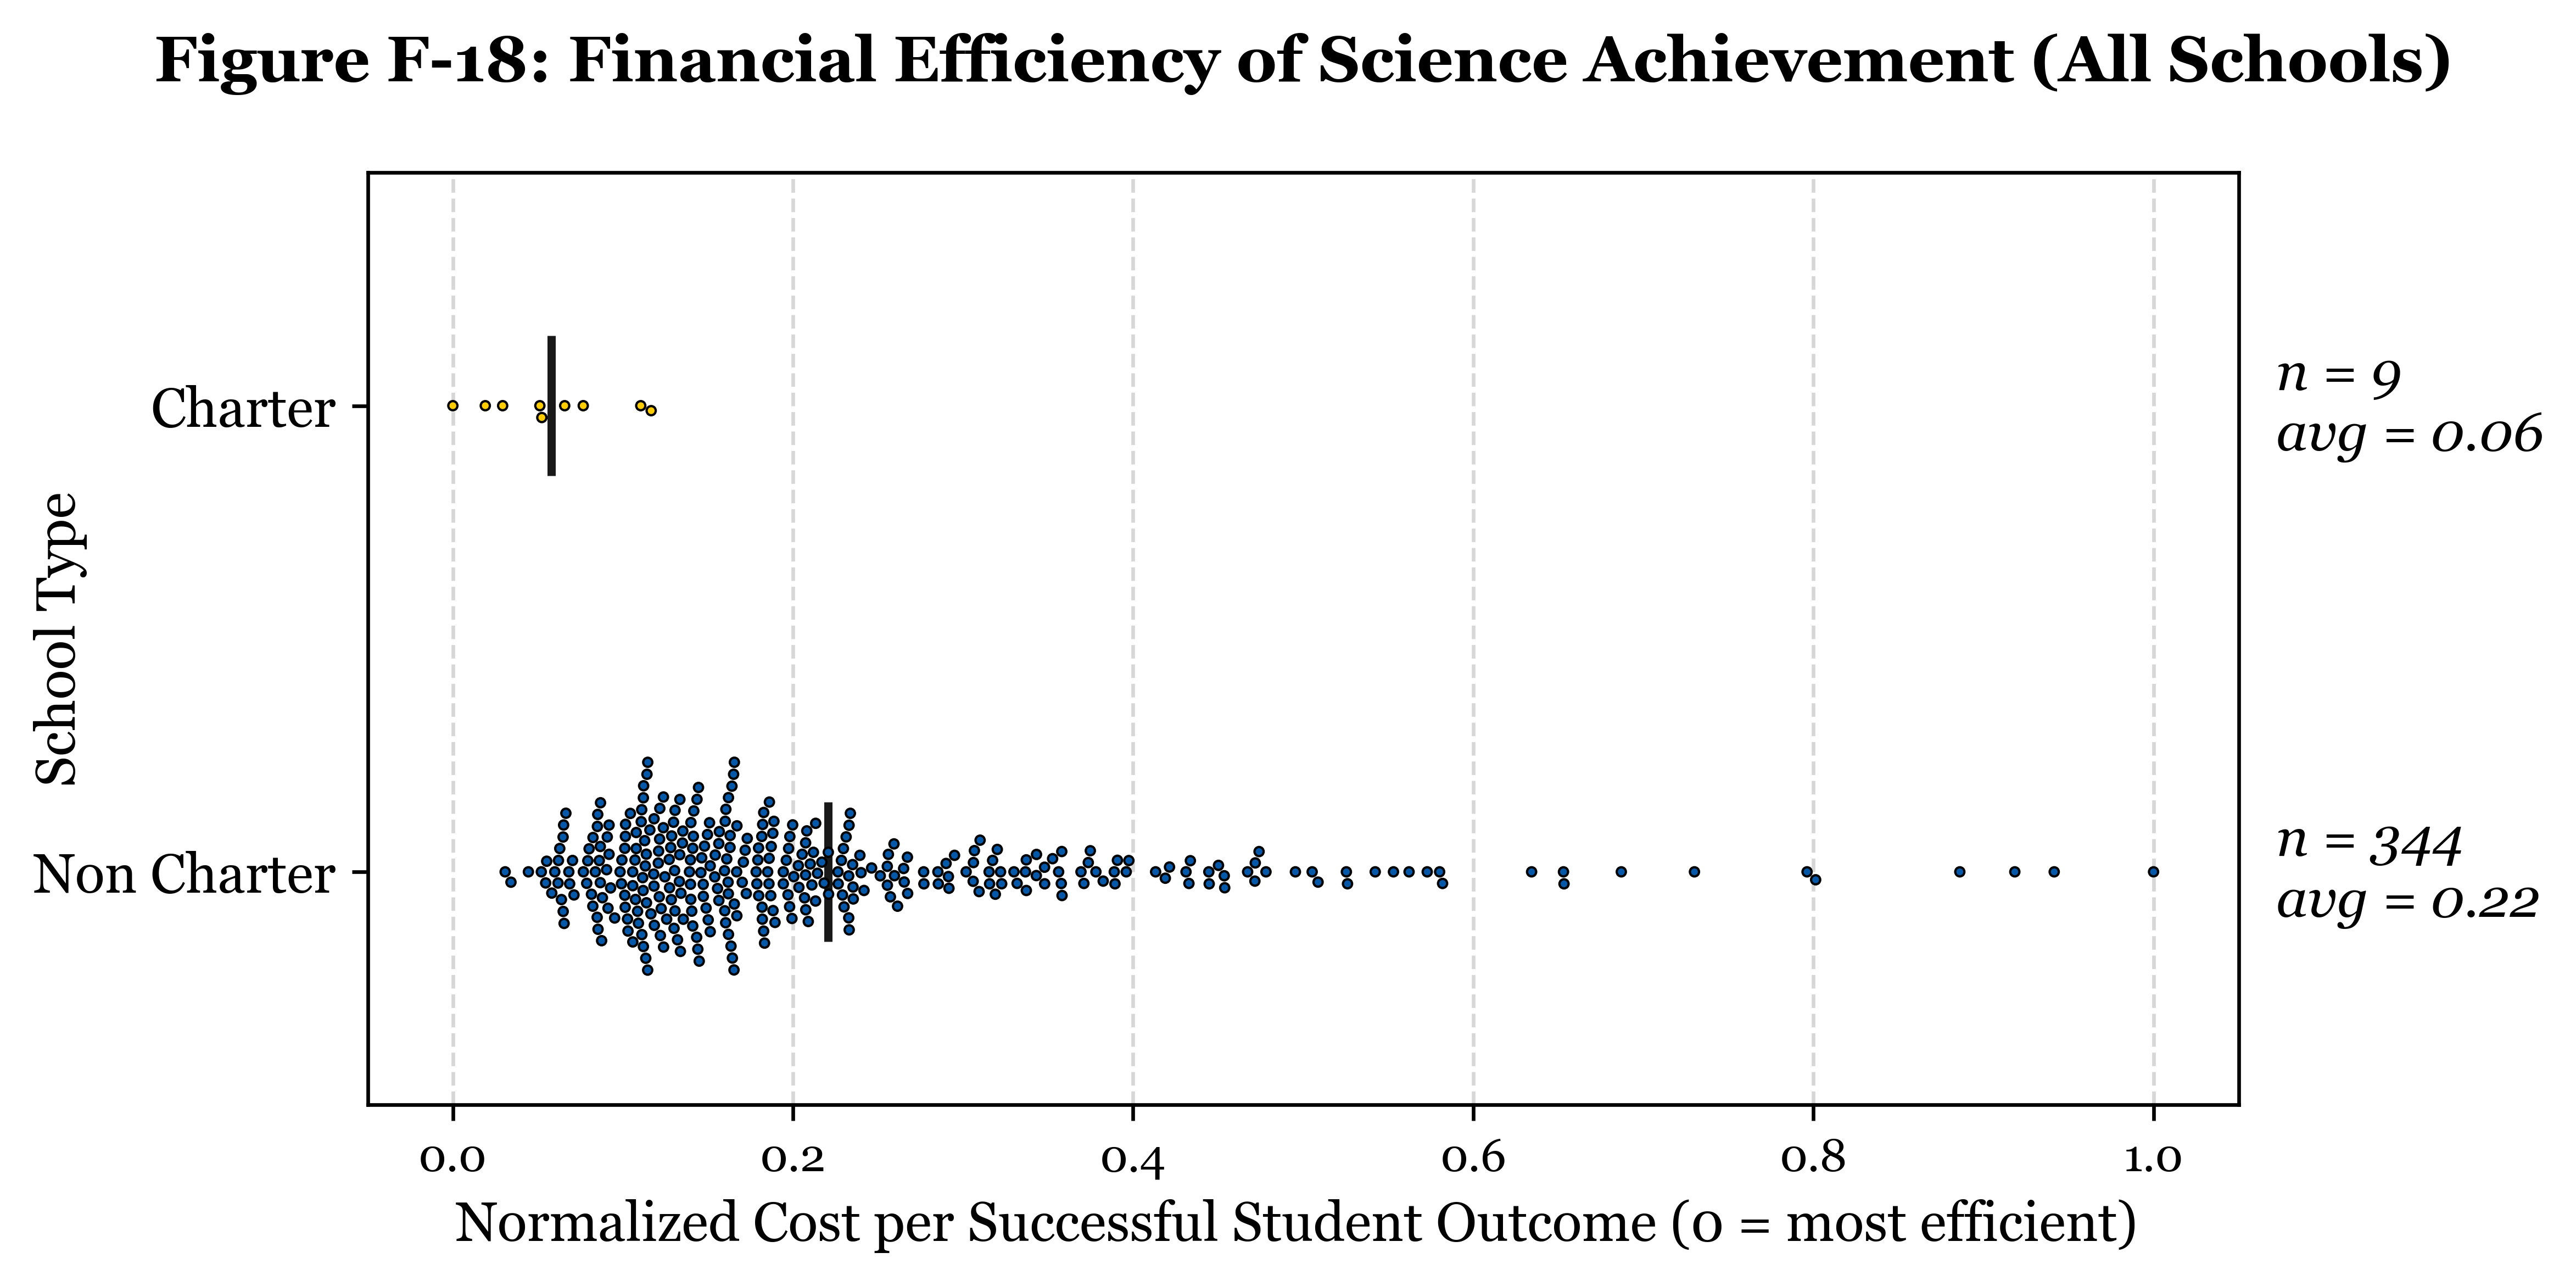 Figure F-18: Financial Efficiency of Science Achievement (All Schools)
Charter
n = 9
avg = 0.06
School Type
Non Charter
n = 344
avg = 0.22
0.0 0.2 0.4 0.6 0.8 1.0
Normalized Cost per Successful Student Outcome (0 = most efficient)